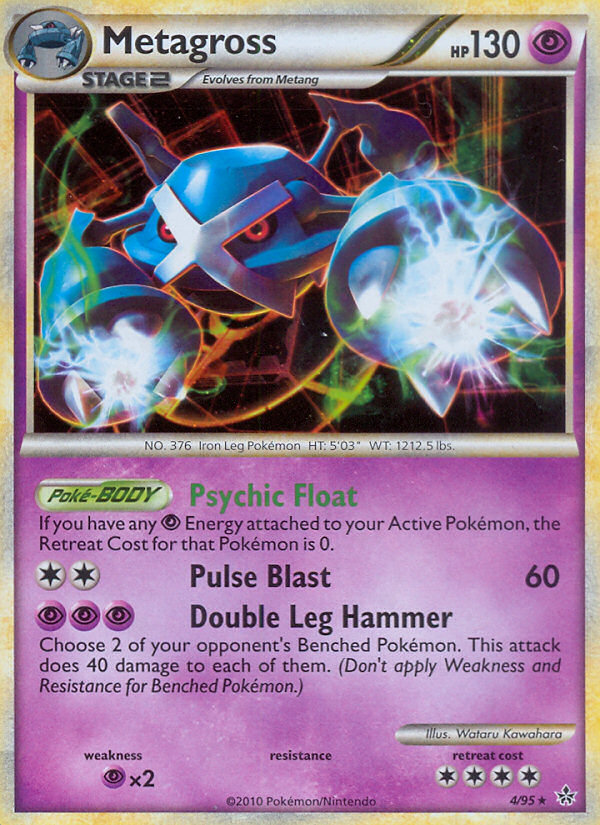 Metagross HP 130
STAGE 2 Evolves from Metang
NO. 376 Iron Leg Pokémon HT: 5'03" WT: 1212.5 lbs.
Poké-BODY Psychic Float
If you have any Energy attached to your Active Pokémon, the
Retreat Cost for that Pokémon is 0.
Pulse Blast 60
Double Leg Hammer
Choose 2 of your opponent's Benched Pokémon. This attack
does 40 damage to each of them. (Don't apply Weakness and
Resistance for Benched Pokémon.)
Illus. Wataru Kawahara
weakness resistance retreat cost
×2
©2010 Pokémon/Nintendo 4/95 ★